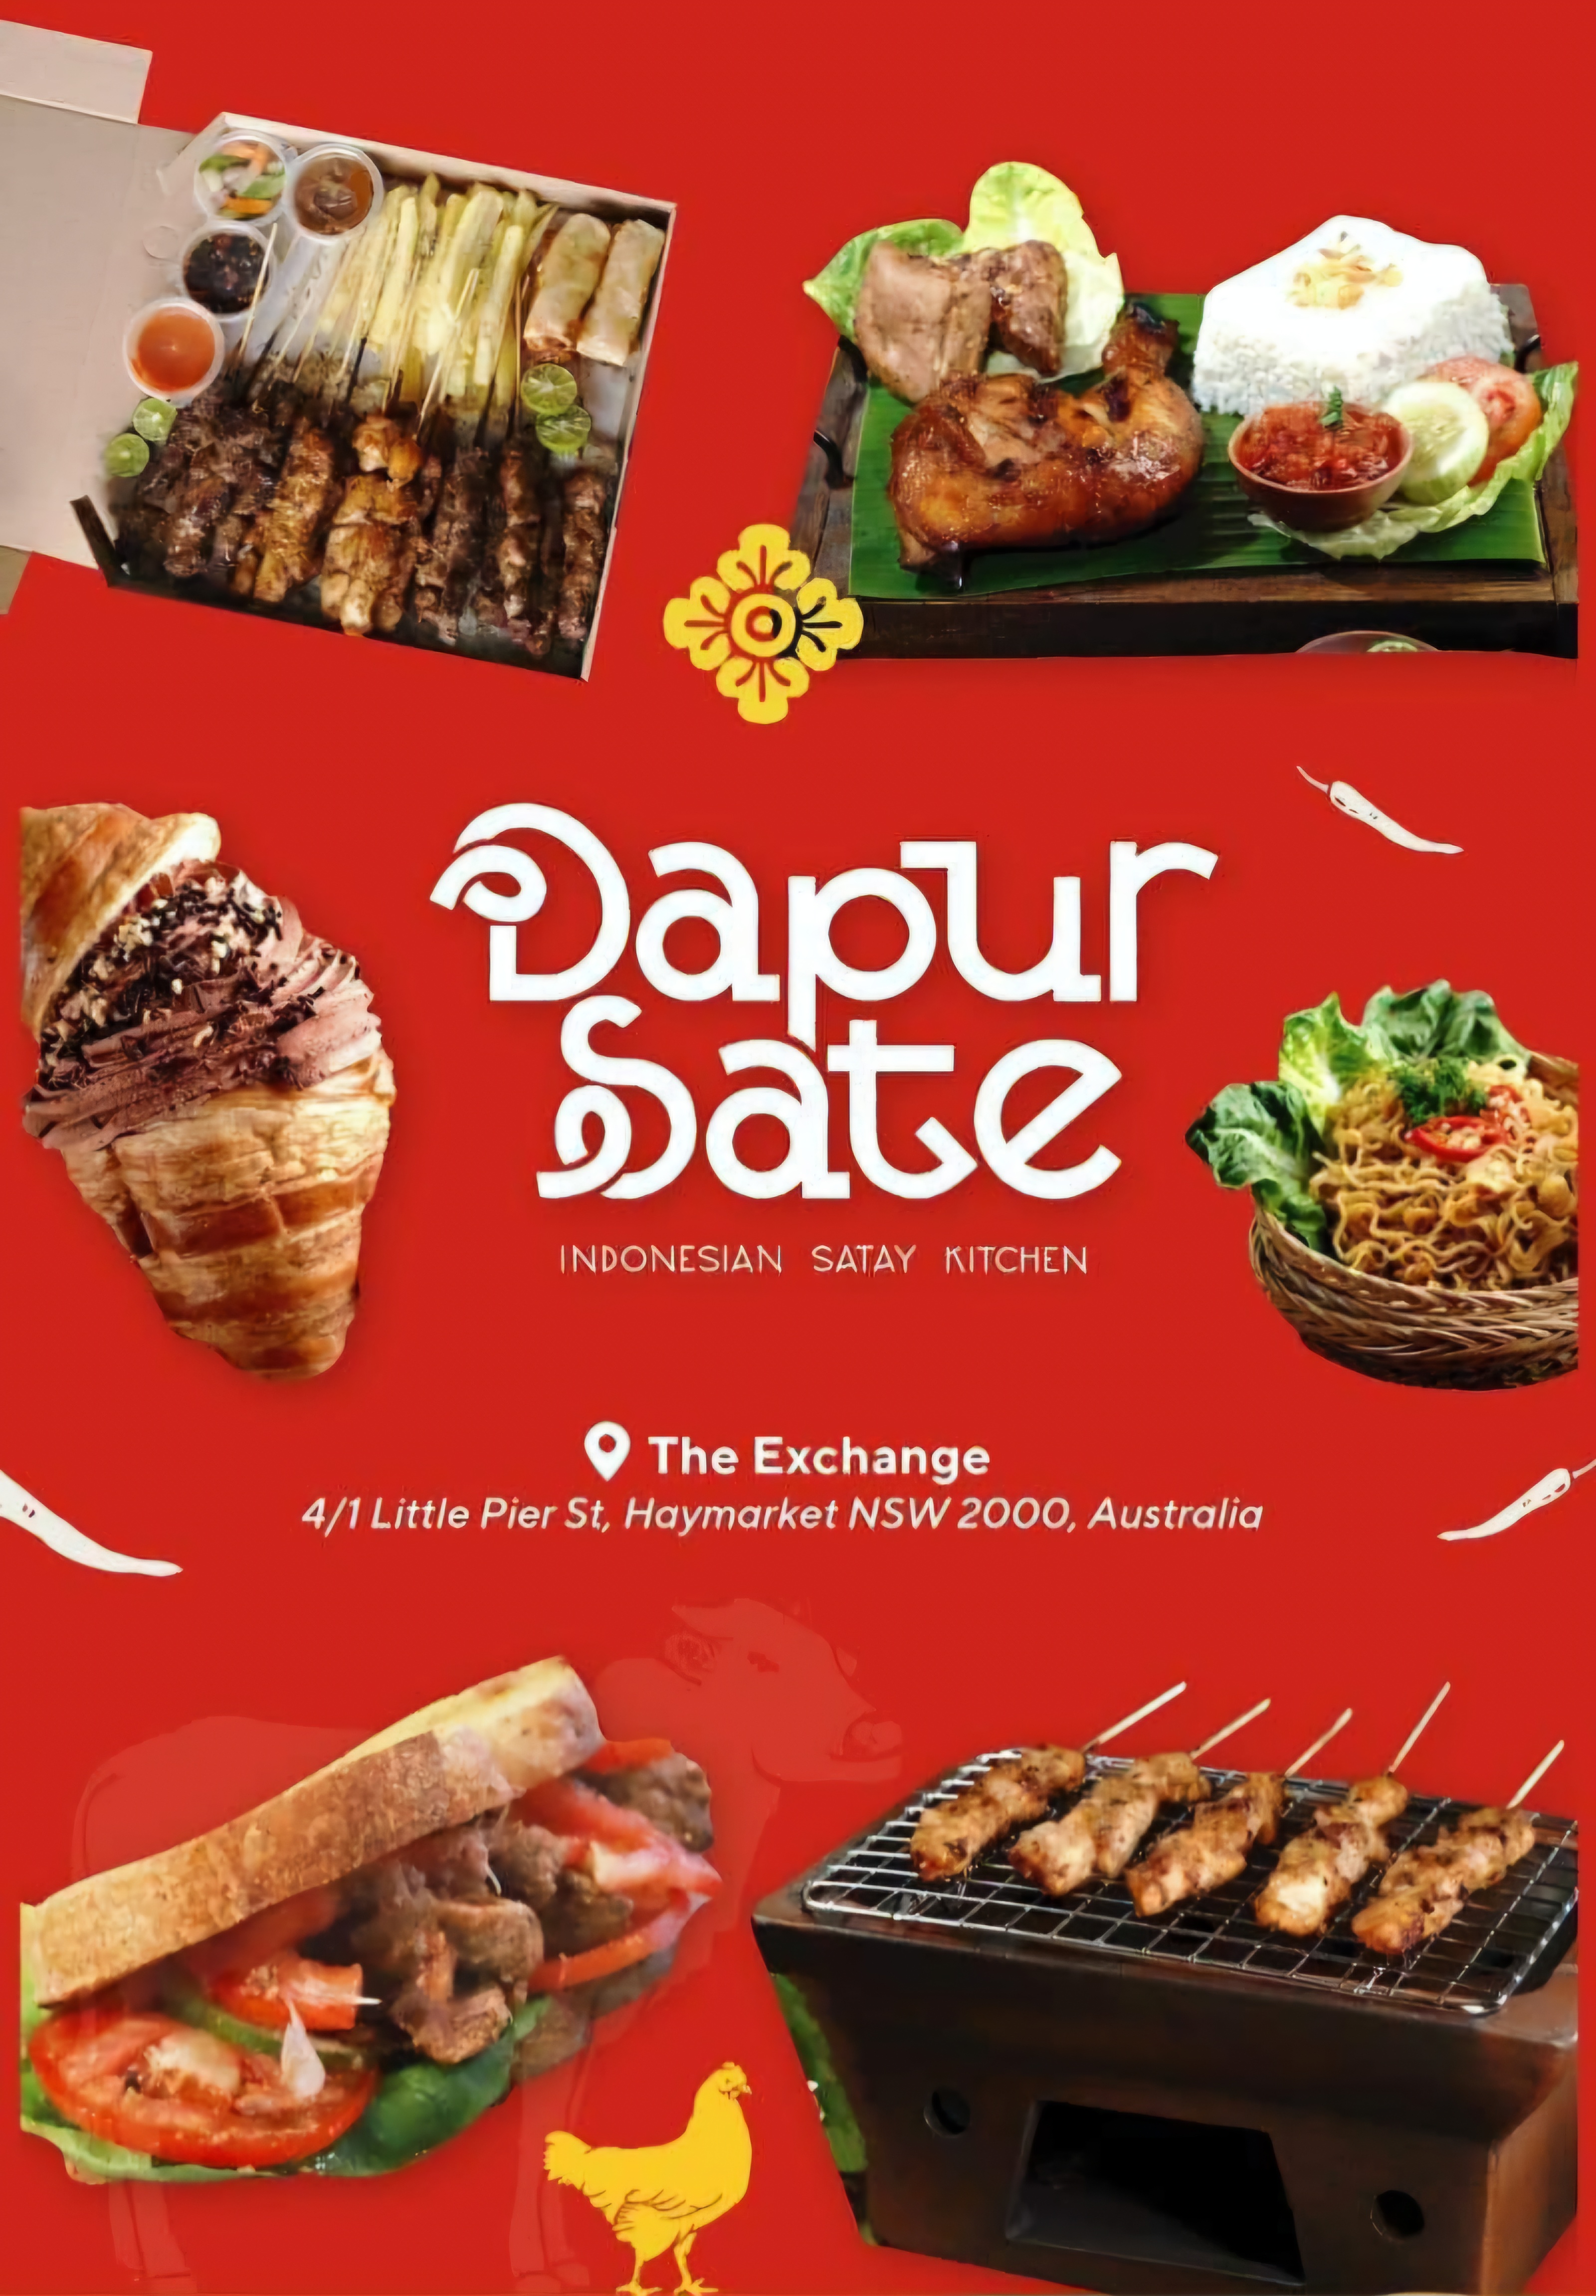 Dapur
Sate
INDONESIAN SATAY KITCHEN
The Exchange
4/1 Little Pier St, Haymarket NSW 2000, Australia